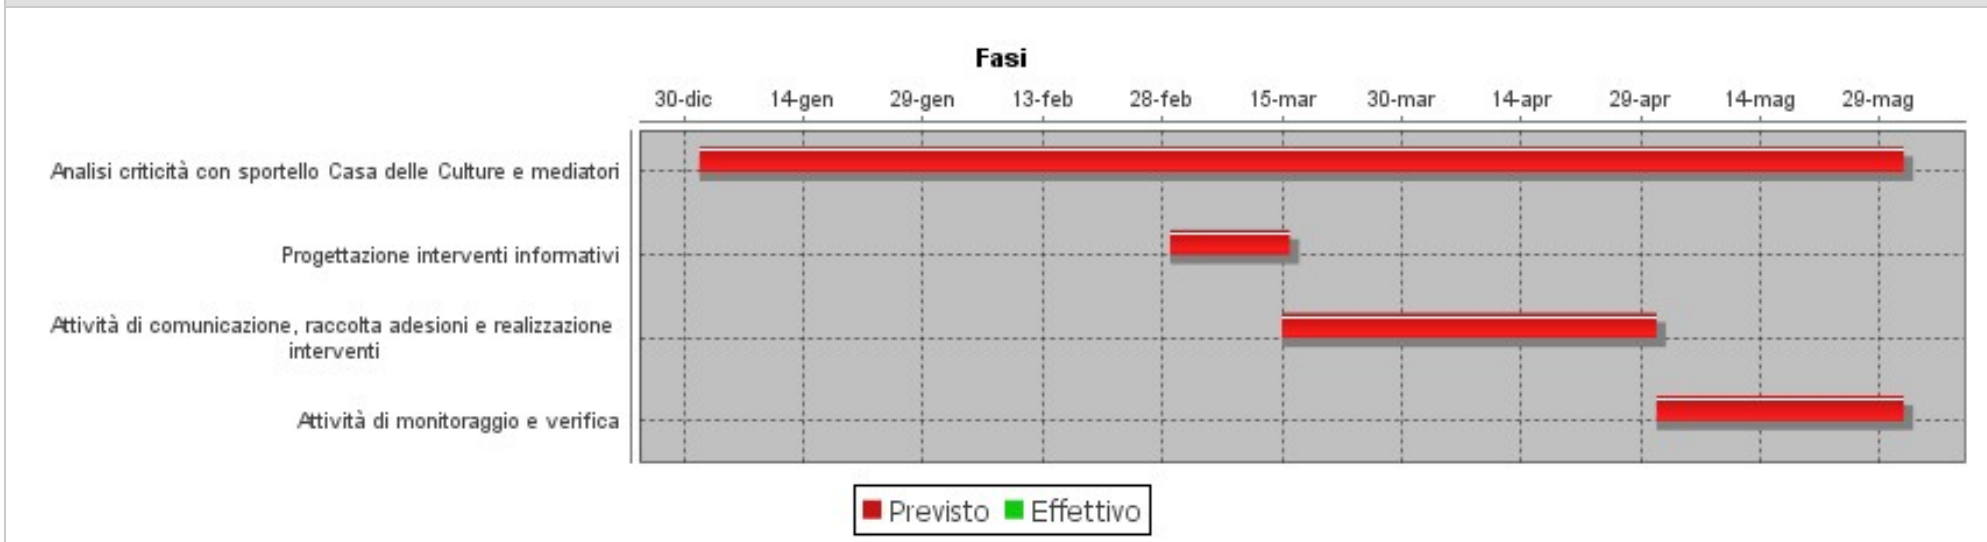 Fasi
30-dic 14-gen 29-gen 13-feb 28-feb 15-mar 30-mar 14-apr 29-apr 14-mag 29-mag
Analisi criticità con sportello Casa delle Culture e mediatori
Progettazione interventi informativi
Attività di comunicazione, raccolta adesioni e realizzazione
interventi
Attività di monitoraggio e verifica
Previsto Effettivo